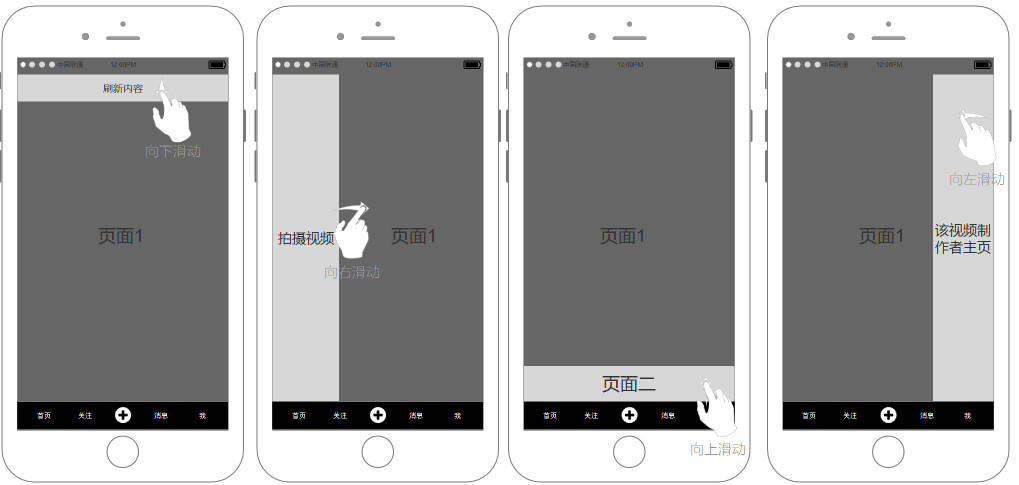 中国联通 12:00PM
刷新内容
向下滑动
页面1
首页 关注 消息 我
中国联通 12:00PM
拍摄视频
页面1
向右滑动
首页 关注 消息 我
中国联通 12:00PM
页面1
页面二
首页 关注 消息
向上滑动
中国联通 12:00PM
向左滑动
页面1
该视频制
作者主页
首页 关注 消息 我